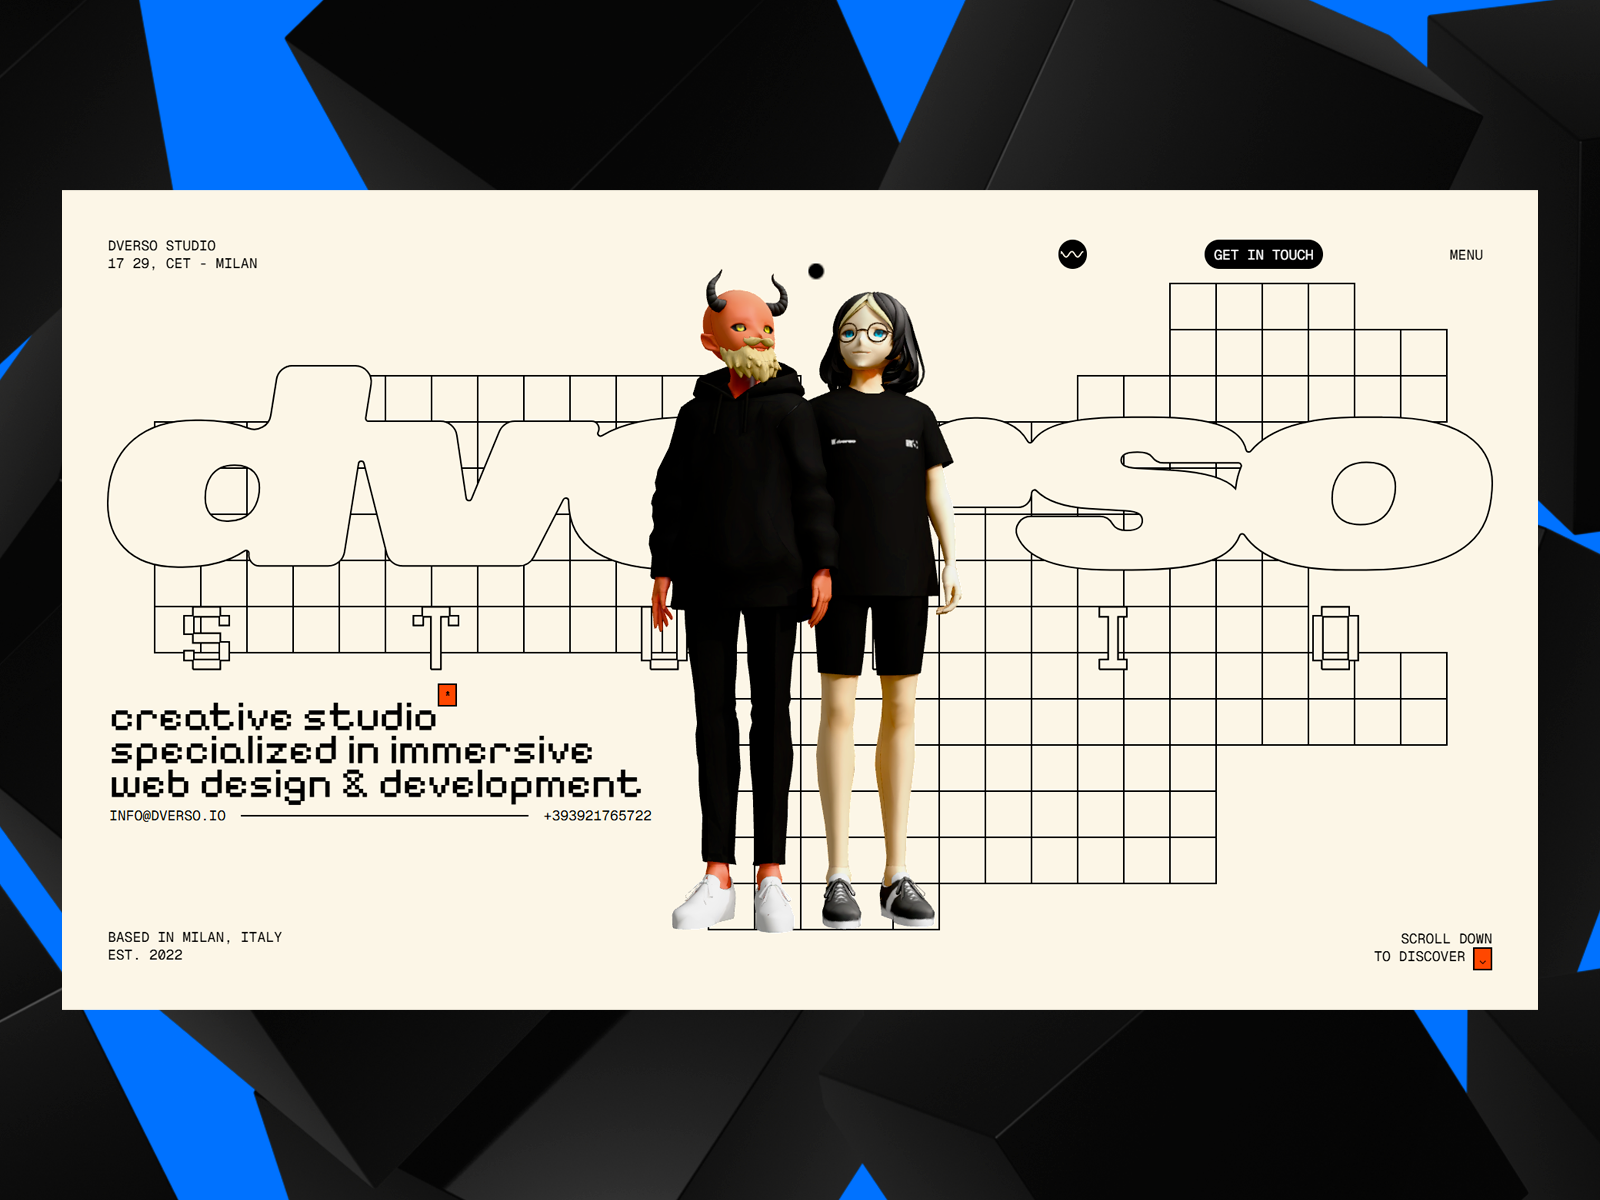 DVERSO STUDIO
17 29, CET - MILAN
GET IN TOUCH
MENU
dverso
STUDIO
creative studio
specialized in immersive
web design & development
INFO@DVERSO.IO
+393921765722
BASED IN MILAN, ITALY
EST. 2022
SCROLL DOWN
TO DISCOVER